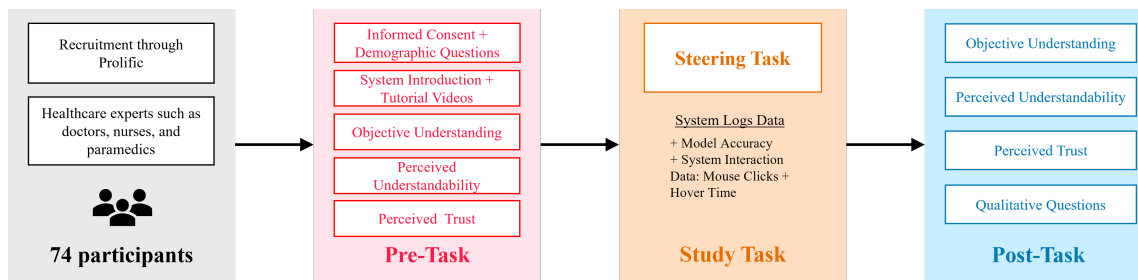 Recruitment through
Prolific
Healthcare experts such as
doctors, nurses, and
paramedics
74 participants
Informed Consent +
Demographic Questions
System Introduction +
Tutorial Videos
Objective Understanding
Perceived
Understandability
Perceived Trust
Pre-Task
Steering Task
System Logs Data
+ Model Accuracy
+ System Interaction
Data: Mouse Clicks +
Hover Time
Study Task
Objective Understanding
Perceived Understandability
Perceived Trust
Qualitative Questions
Post-Task